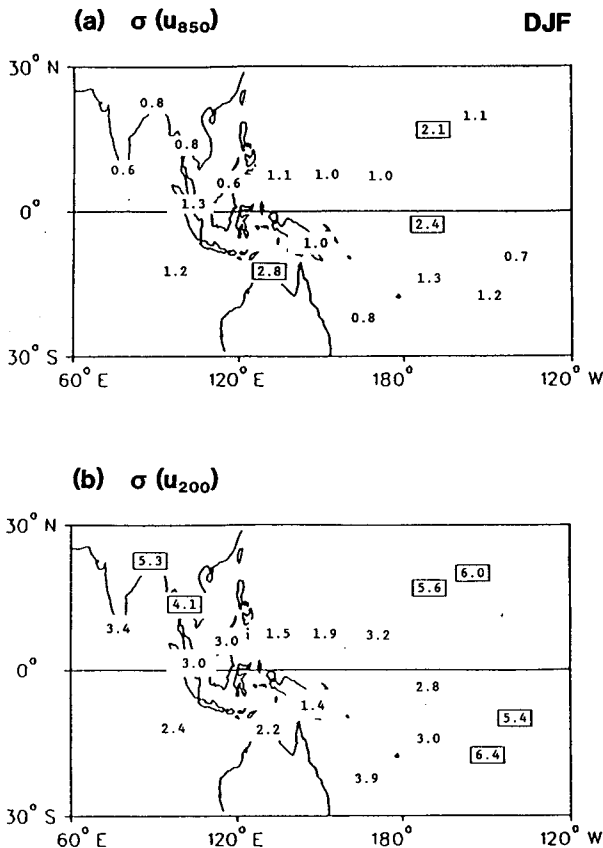 (a) σ (u₈₅₀) DJF
30° N
0.8 1.1
2.1
0.8
0.6 0.6 1.1 1.0 1.0
1.3
0°
2.4
1.0
0.7
1.2 2.8 1.3
1.2
0.8
30° S
60° E 120° E 180° 120° W
(b) σ (u₂₀₀)
30° N
5.3 6.0
5.6
4.1
3.4 3.0 1.5 1.9 3.2
3.0
0°
2.8
1.4
5.4
2.4 2.2 3.0
6.4
3.9
30° S
60° E 120° E 180° 120° W